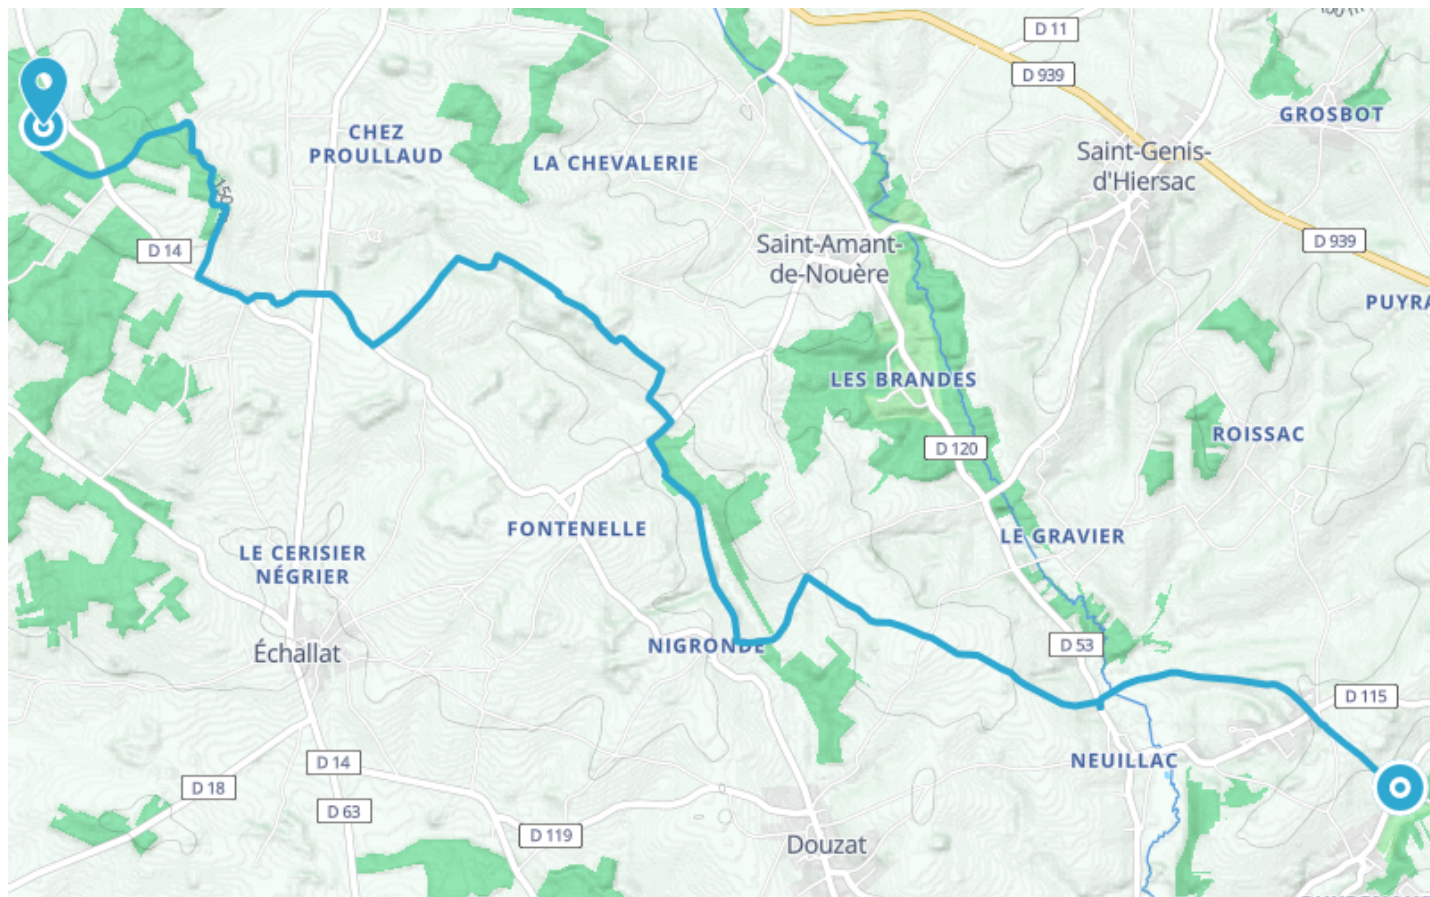 D 11
D 939
GROSBOT
CHEZ
PROULLAUD
LA CHEVALERIE
Saint-Genis-
d'Hiersac
150
D 14
Saint-Amant-
de-Nouère
D 939
PUYRA
LES BRANDES
ROISSAC
D 120
FONTENELLE
LE GRAVIER
LE CERISIER
NÉGRIER
Échallat
NIGRONDE
D 53
D 115
NEUILLAC
D 14
D 18
D 63
D 119
Douzat